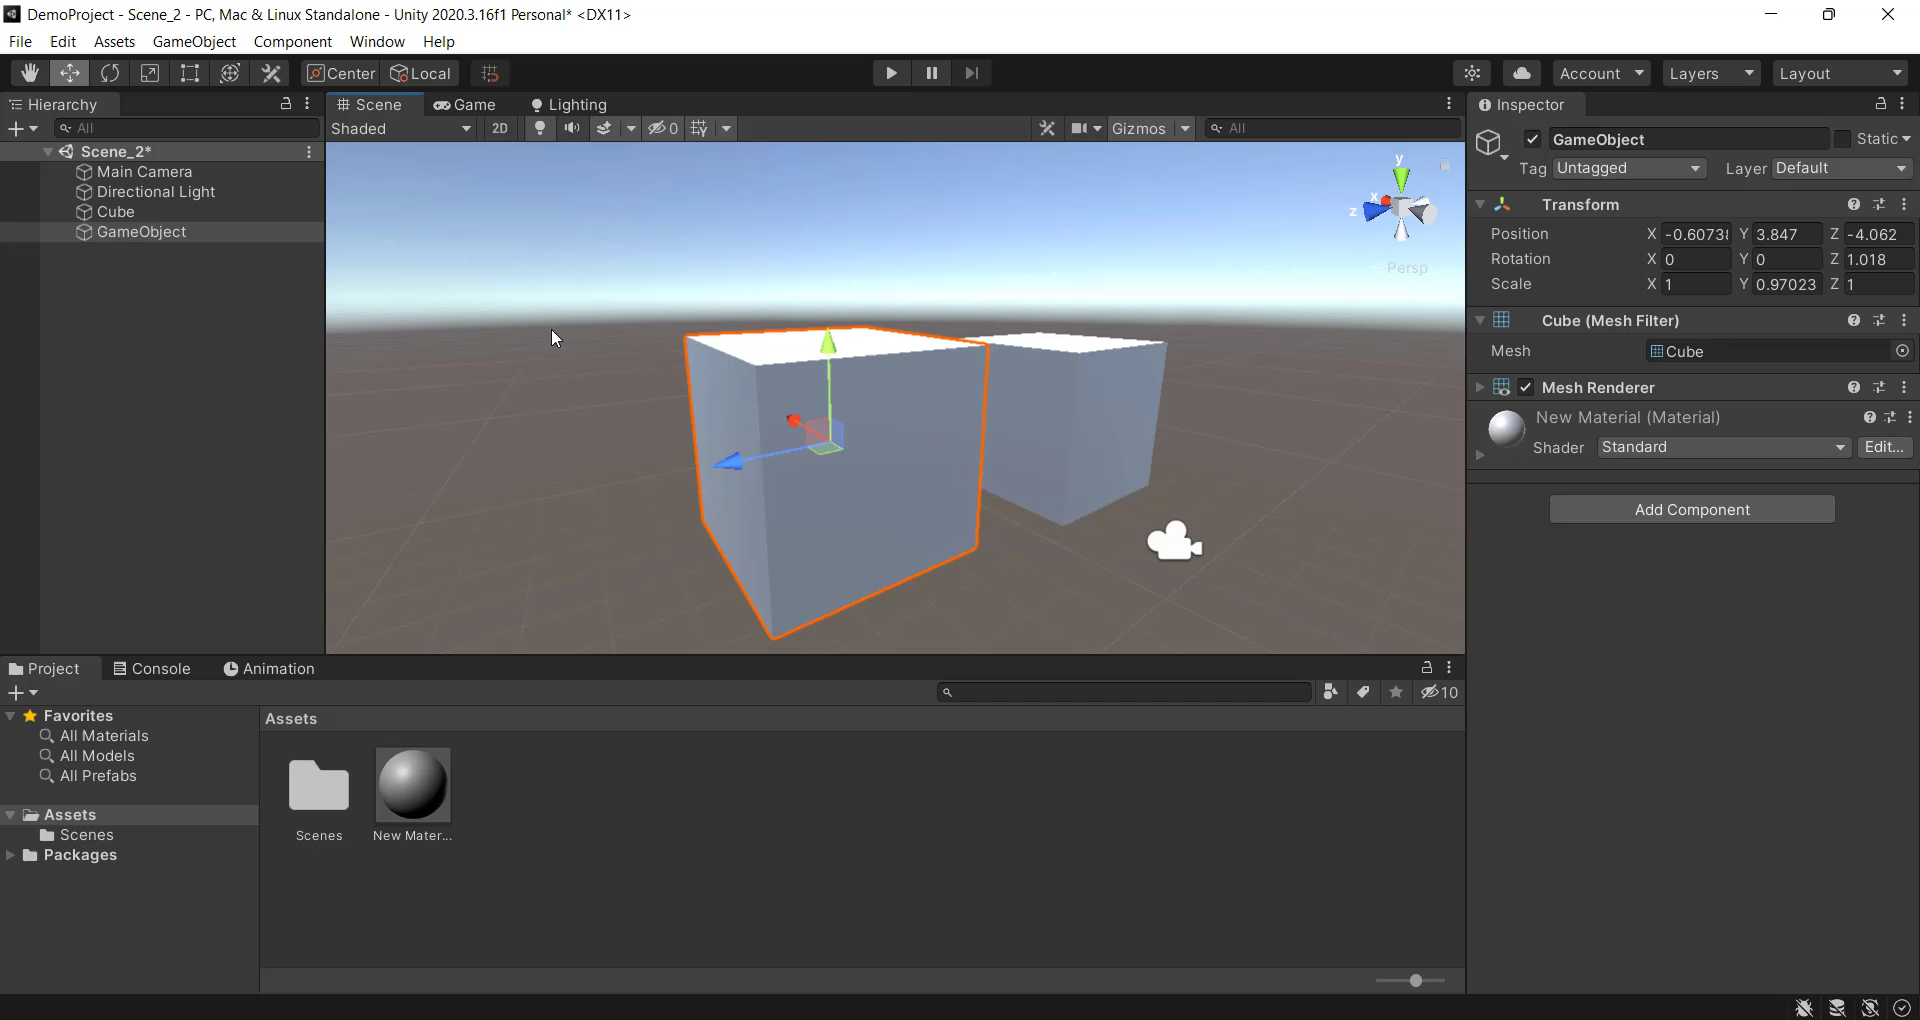 DemoProject - Scene_2 - PC, Mac & Linux Standalone - Unity 2020.3.16f1 Personal* <DX11>
File Edit Assets GameObject Component Window Help
Center Local Account Layers Layout
Hierarchy
All
Scene_2*
Main Camera
Directional Light
Cube
GameObject
Scene Game Lighting
Shaded 2D 0 Gizmos All
y
x
z
Persp
Inspector
GameObject Static
Tag Untagged Layer Default
Transform
Position X -0.6073 Y 3.847 Z -4.062
Rotation X 0 Y 0 Z 1.018
Scale X 1 Y 0.97023 Z 1
Cube (Mesh Filter)
Mesh Cube
Mesh Renderer
New Material (Material)
Shader Standard Edit...
Add Component
Project Console Animation
10
Favorites
All Materials
All Models
All Prefabs
Assets
Scenes
Packages
Assets
Scenes New Mater...